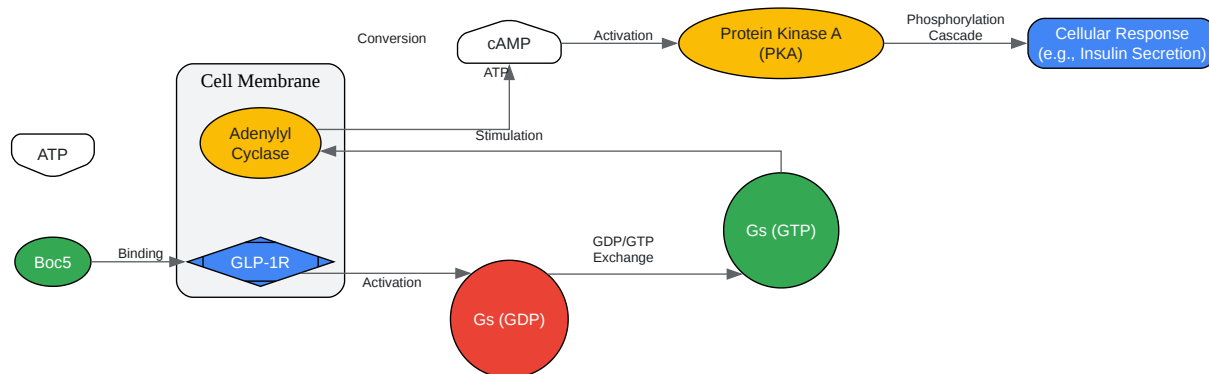 Conversion
cAMP
ATP
Activation
Protein Kinase A
(PKA)
Phosphorylation
Cascade
Cellular Response
(e.g., Insulin Secretion)
Cell Membrane
Adenylyl
Cyclase
Stimulation
ATP
Boc5
Binding
GLP-1R
Activation
Gs (GDP)
GDP/GTP
Exchange
Gs (GTP)